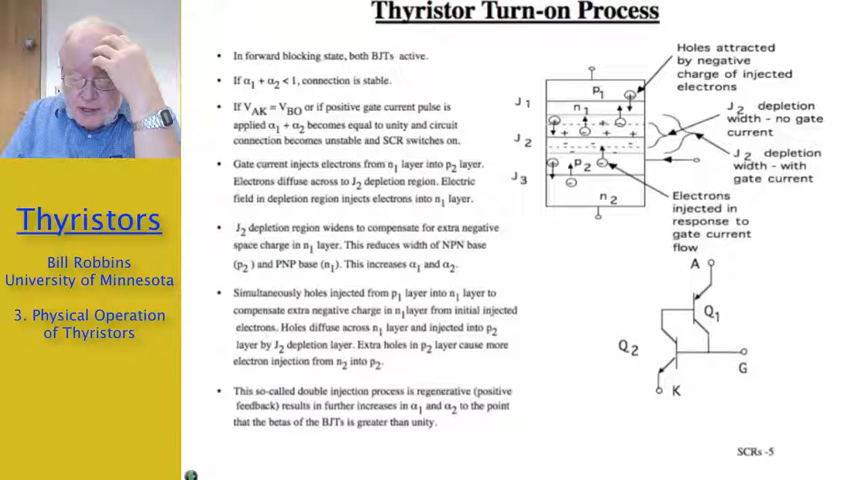 Thyristor Turn-on Process
Thyristors
Bill Robbins
University of Minnesota
3. Physical Operation
of Thyristors
• In forward blocking state, both BJTs active.
• If α1 + α2 < 1, connection is stable.
• If VAK = VBO or if positive gate current pulse is
applied α1 + α2 becomes equal to unity and circuit
connection becomes unstable and SCR switches on.
• Gate current injects electrons from n1 layer into p2 layer.
Electrons diffuse across to J2 depletion region. Electric
field in depletion region injects electrons into n1 layer.
• J2 depletion region widens to compensate for extra negative
space charge in n1 layer. This reduces width of NPN base
(p2) and PNP base (n1). This increases α1 and α2.
• Simultaneously holes injected from p1 layer into n1 layer to
compensate extra negative charge in n1 layer from initial injected
electrons. Holes diffuse across n1 layer and injected into p2
layer by J2 depletion layer. Extra holes in p2 layer cause more
electron injection from n2 into p2.
• This so-called double injection process is regenerative (positive
feedback) results in further increases in α1 and α2 to the point
that the betas of the BJTs is greater than unity.
J1
J2
J3
p1
n1
p2
n2
Holes attracted
by negative
charge of injected
electrons
J2 depletion
width - no gate
current
J2 depletion
width - with
gate current
Electrons
injected in
response to
gate current
flow
A
Q1
Q2
G
K
SCRs -5